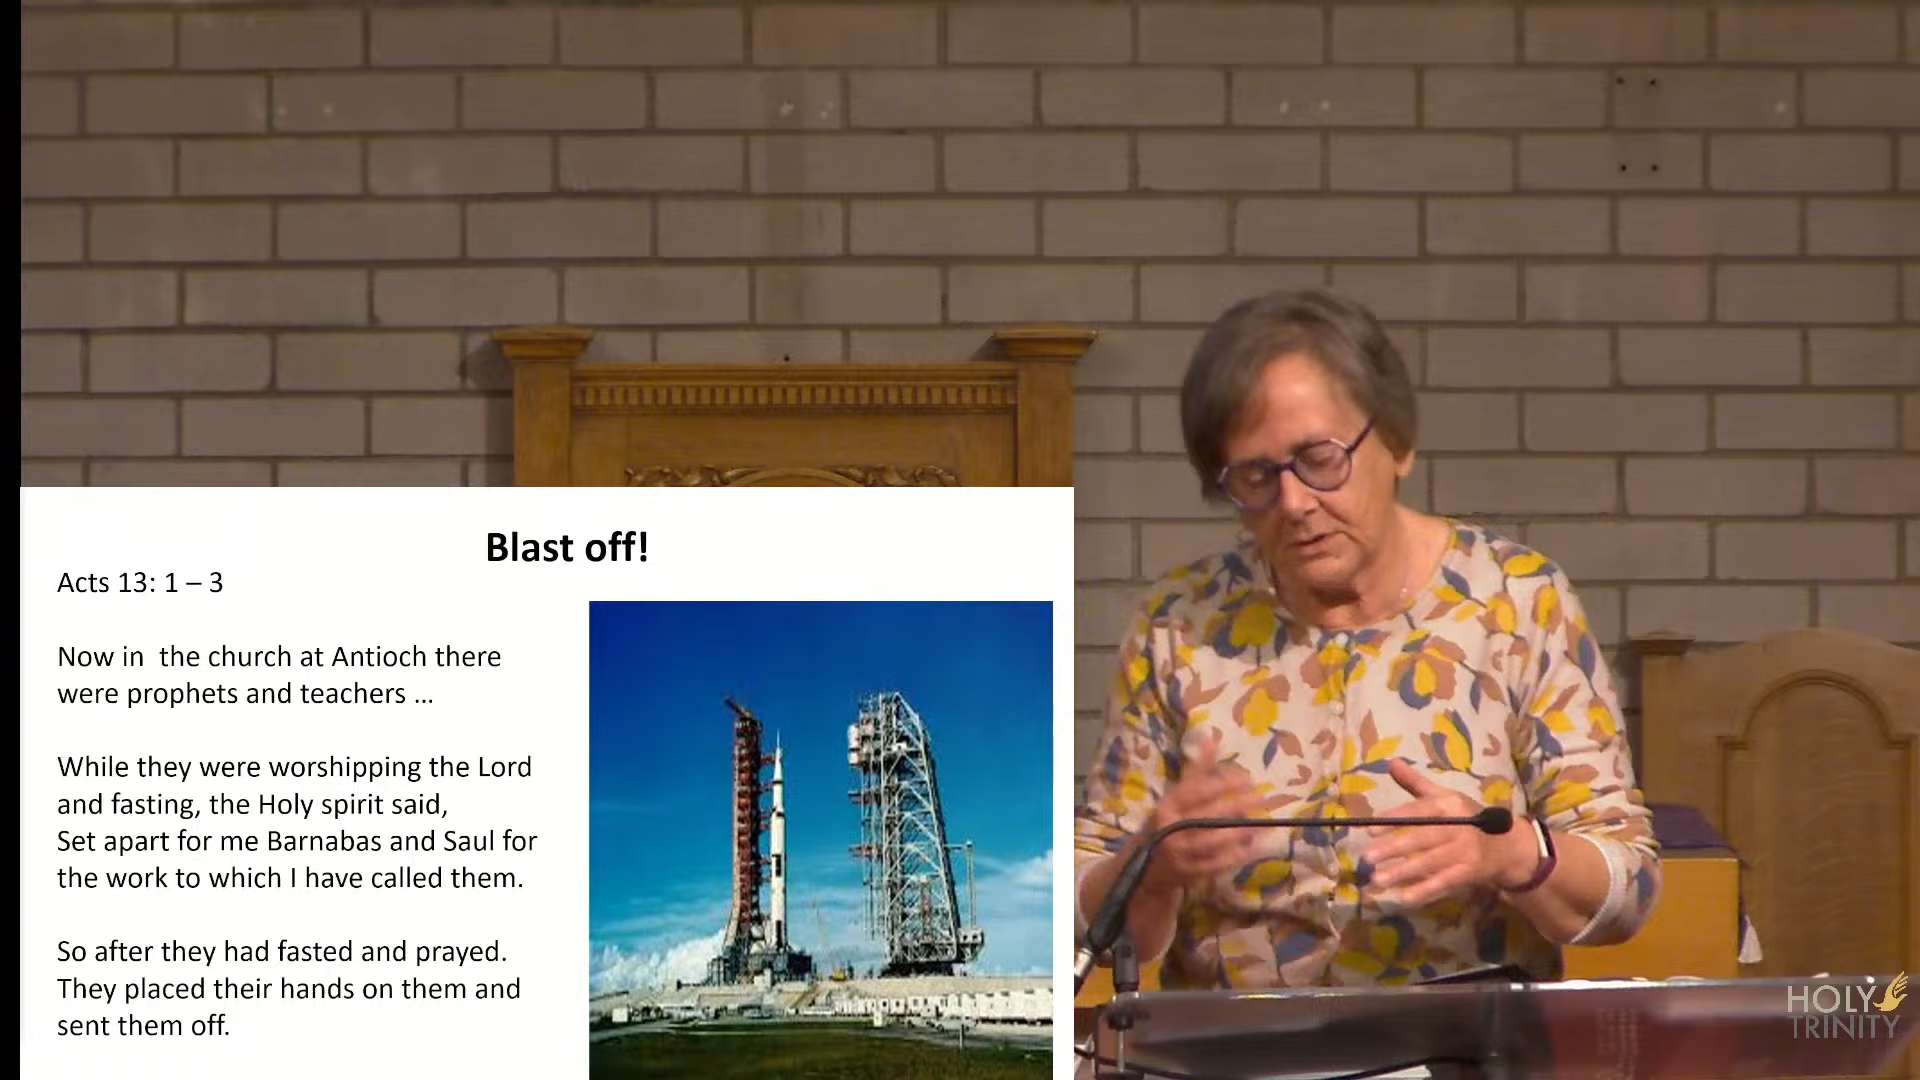 Blast off!
Acts 13: 1 – 3
Now in  the church at Antioch there
were prophets and teachers ...
While they were worshipping the Lord
and fasting, the Holy spirit said,
Set apart for me Barnabas and Saul for
the work to which I have called them.
So after they had fasted and prayed.
They placed their hands on them and
sent them off.
HOLY
TRINITY